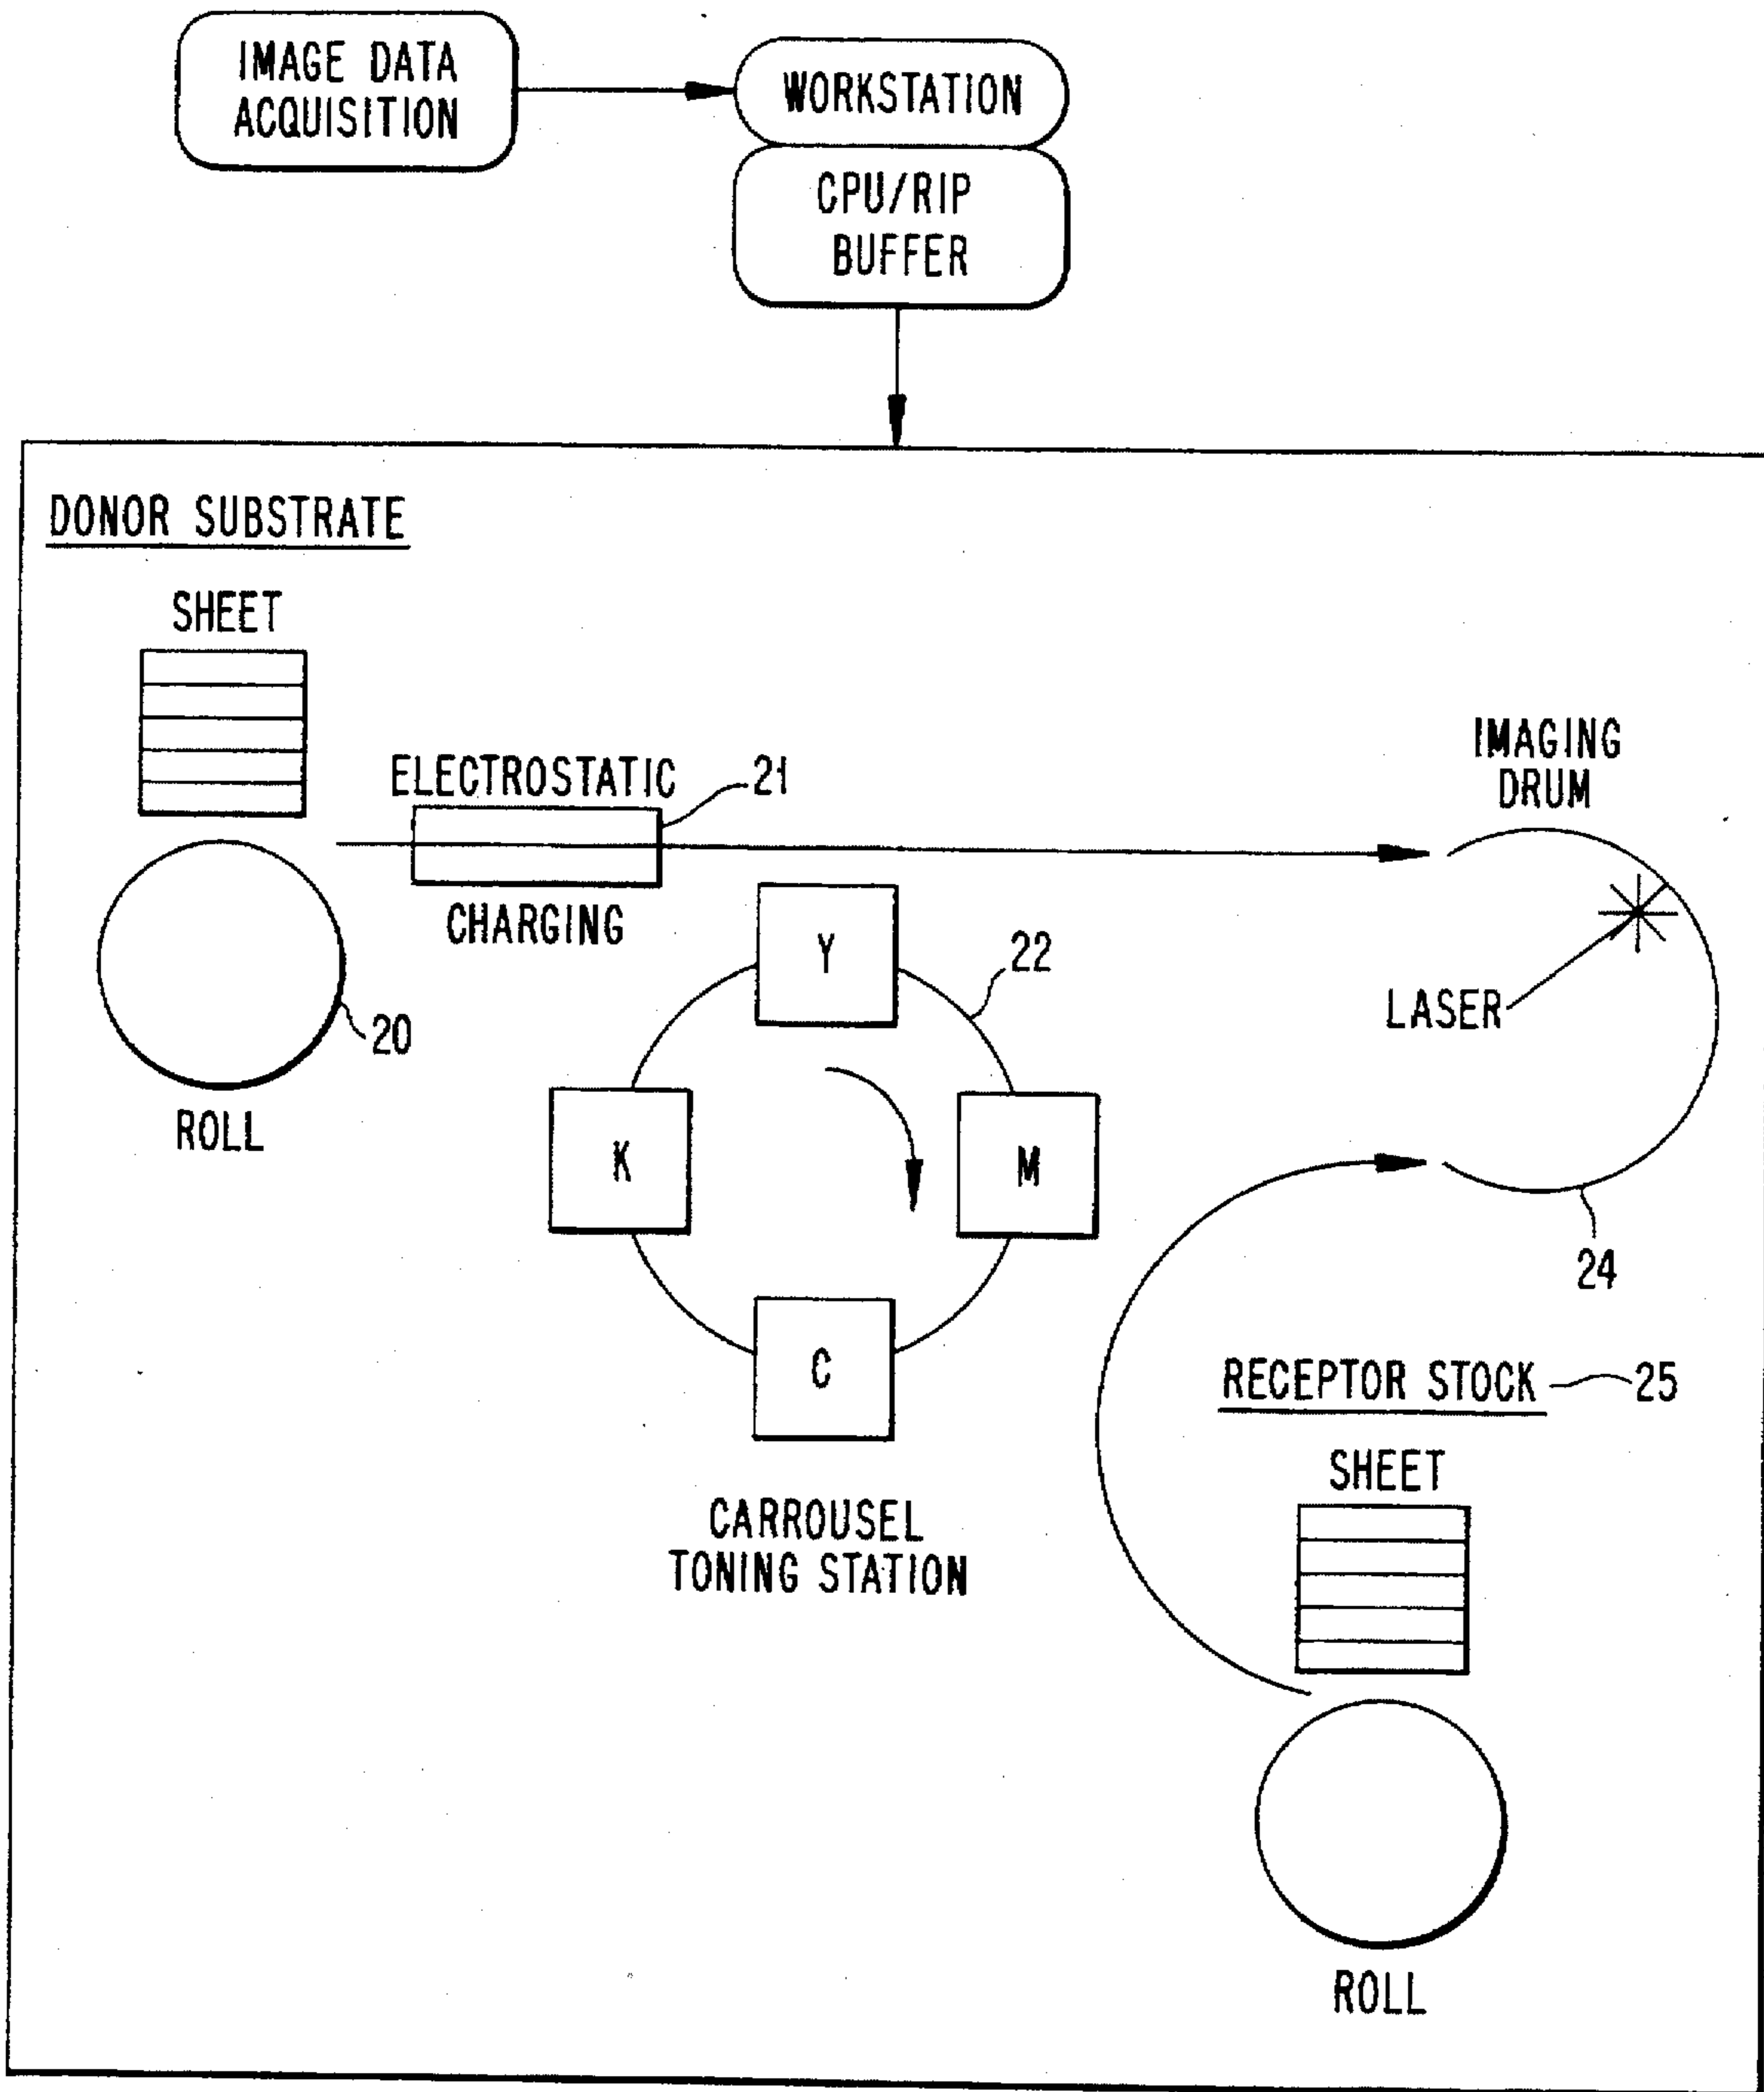 IMAGE DATA
ACQUISITION
WORKSTATION
CPU/RIP
BUFFER
DONOR SUBSTRATE
SHEET
ELECTROSTATIC
21
CHARGING
20
ROLL
Y
22
K
M
C
CARROUSEL
TONING STATION
IMAGING
DRUM
LASER
24
RECEPTOR STOCK
25
SHEET
ROLL